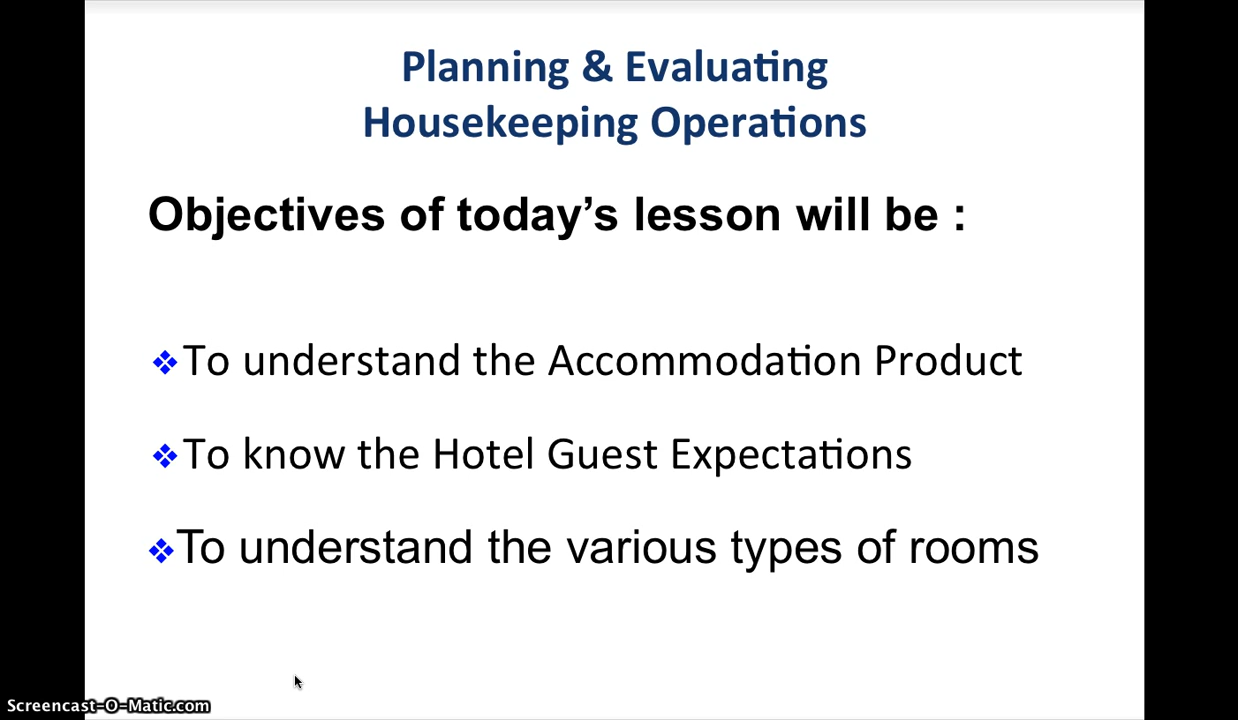 Planning & Evaluating
Housekeeping Operations
Objectives of today’s lesson will be :
❖To understand the Accommodation Product
❖To know the Hotel Guest Expectations
❖To understand the various types of rooms
Screencast-O-Matic.com